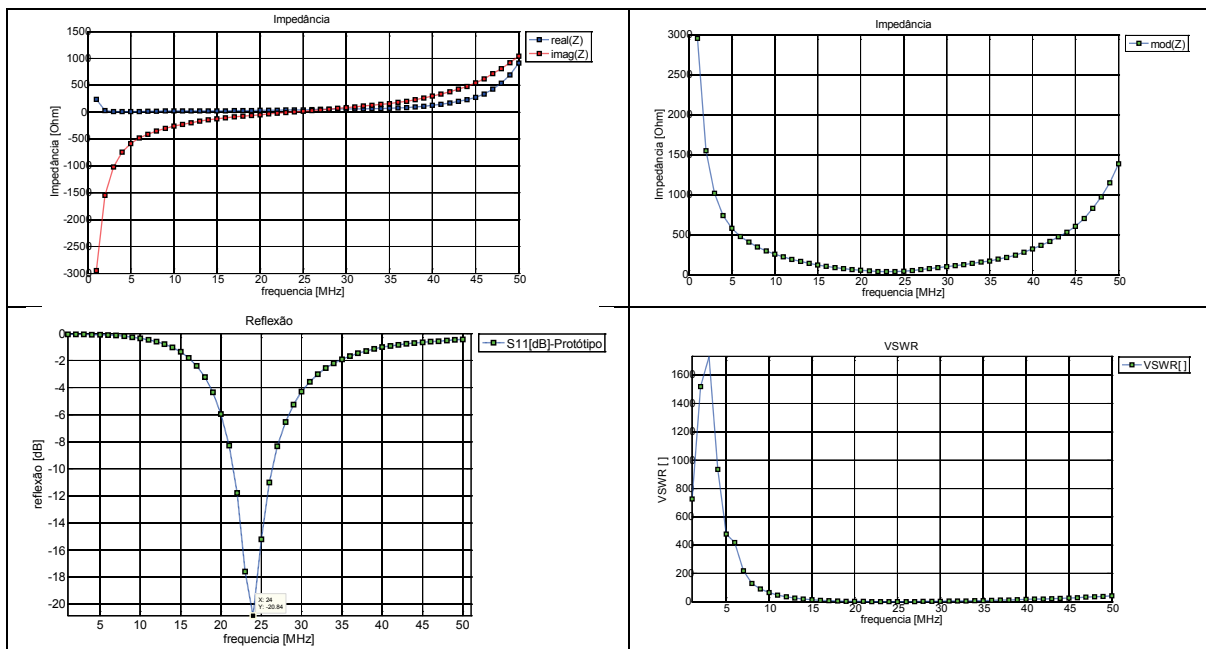 Impedância
1500
1000
500
0
-500
-1000
-1500
-2000
-2500
-3000
0 5 10 15 20 25 30 35 40 45 50
Impedância [Ohm]
frequencia [MHz]
real(Z)
imag(Z)
Impedância
3000
2500
2000
1500
1000
500
0
0 5 10 15 20 25 30 35 40 45 50
Impedância [Ohm]
frequencia [MHz]
mod(Z)
Reflexão
0
-2
-4
-6
-8
-10
-12
-14
-16
-18
-20
5 10 15 20 25 30 35 40 45 50
reflexão [dB]
frequencia [MHz]
S11[dB]-Protótipo
X: 24
Y: -20.84
VSWR
1600
1400
1200
1000
800
600
400
200
0
5 10 15 20 25 30 35 40 45 50
VSWR [ ]
frequencia [MHz]
VSWR[ ]